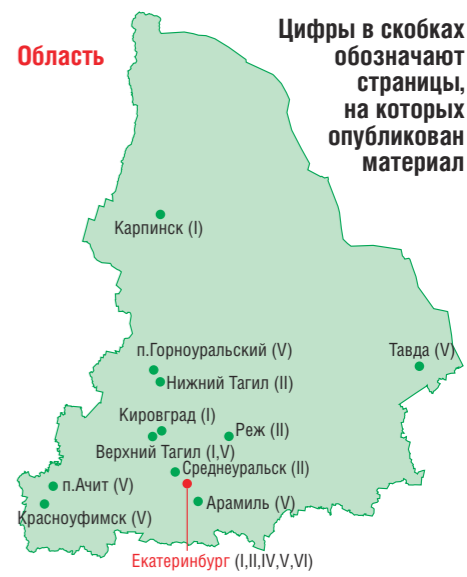 Область
Цифры в скобках
обозначают
страницы,
на которых
опубликован
материал
Карпинск (I)
п.Горноуральский (V)
Тавда (V)
Нижний Тагил (II)
Кировград (I)
Реж (II)
Верхний Тагил (I,V)
Среднеуральск (II)
п.Ачит (V)
Арамиль (V)
Красноуфимск (V)
Екатеринбург (I,II,IV,V,VI)